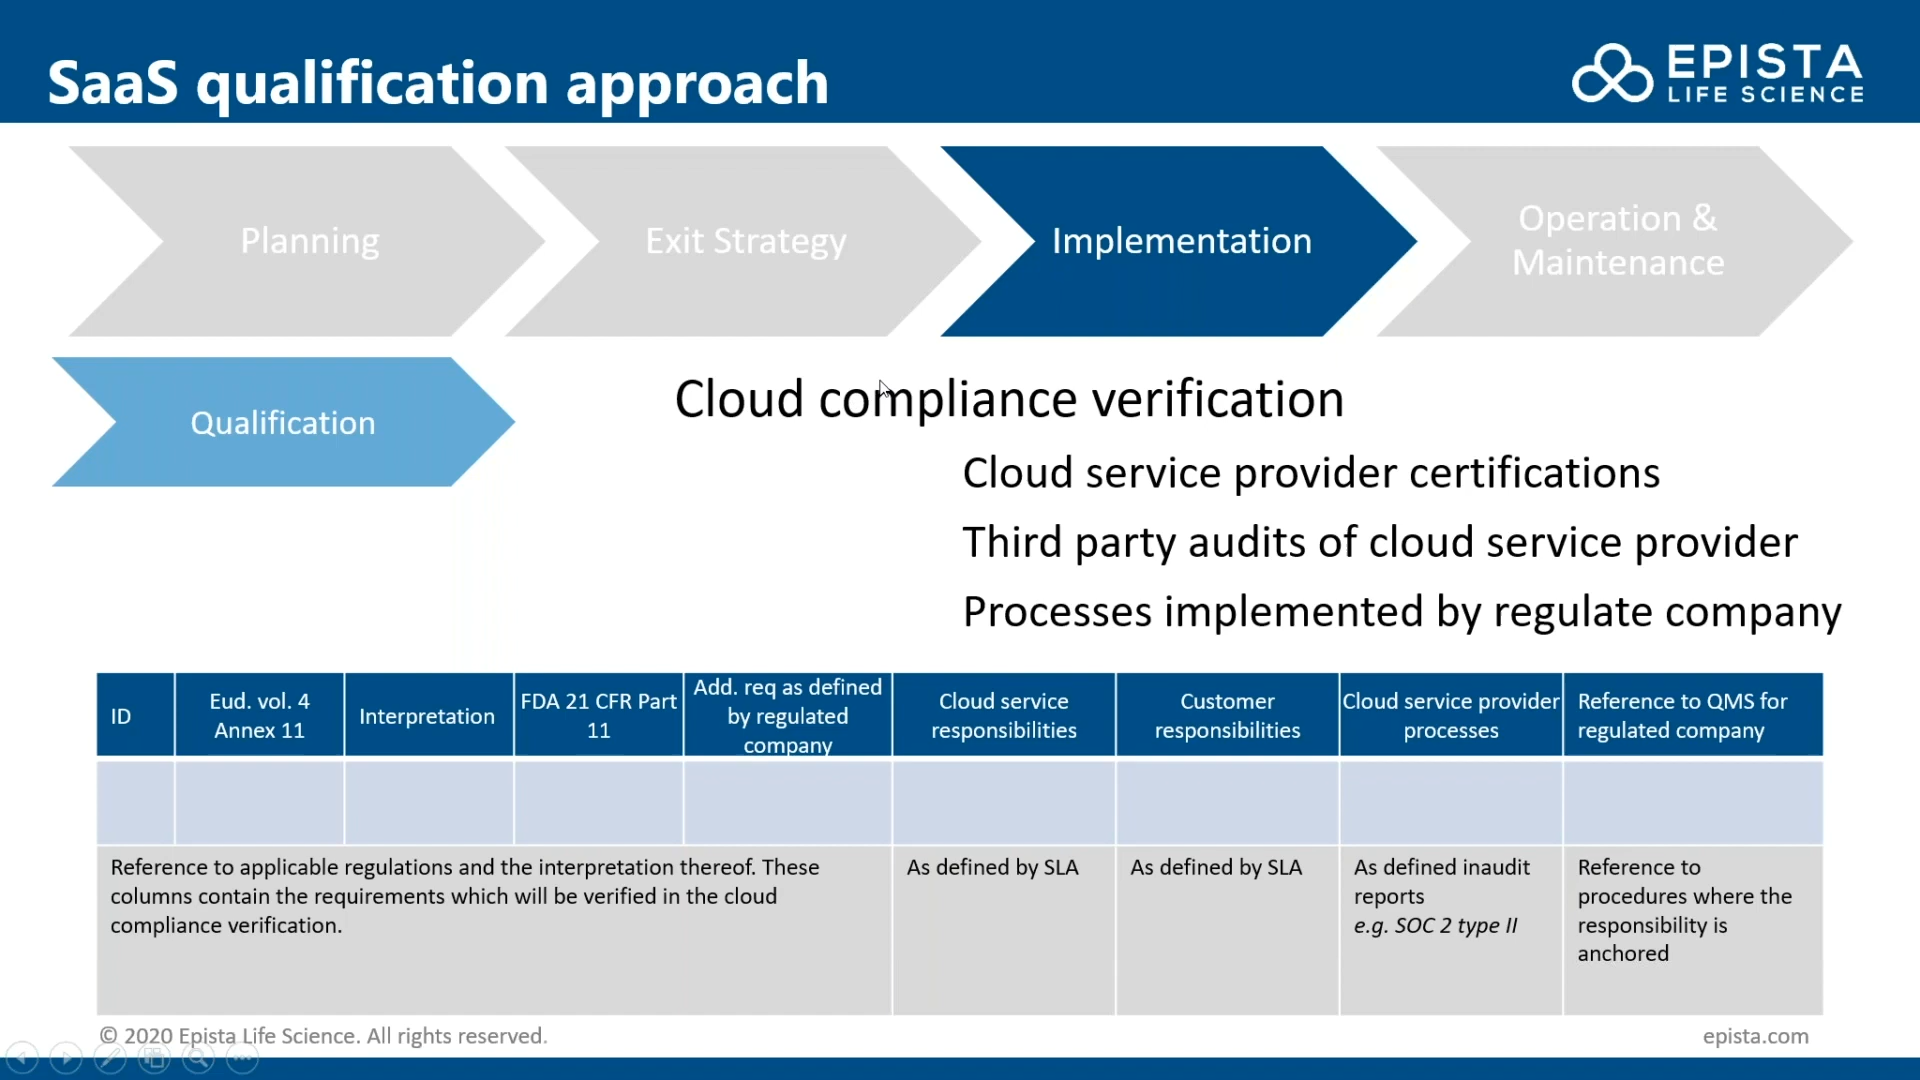 SaaS qualification approach
EPISTA
LIFE SCIENCE
Planning
Exit Strategy
Implementation
Operation &
Maintenance
Qualification
Cloud compliance verification
Cloud service provider certifications
Third party audits of cloud service provider
Processes implemented by regulate company
ID
Eud. vol. 4
Annex 11
Interpretation
FDA 21 CFR Part
11
Add. req as defined
by regulated
company
Cloud service
responsibilities
Customer
responsibilities
Cloud service provider
processes
Reference to QMS for
regulated company
Reference to applicable regulations and the interpretation thereof. These
columns contain the requirements which will be verified in the cloud
compliance verification.
As defined by SLA
As defined by SLA
As defined inaudit
reports
e.g. SOC 2 type II
Reference to
procedures where the
responsibility is
anchored
© 2020 Epista Life Science. All rights reserved.
epista.com